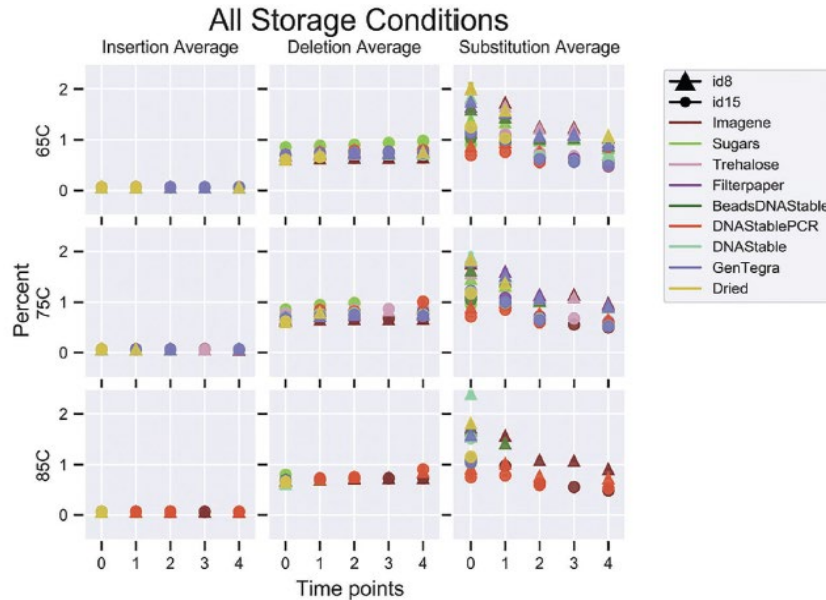 All Storage Conditions
Insertion Average Deletion Average Substitution Average
2
1
0
65C
2
1
0
75C
2
1
0
85C
Percent
0 1 2 3 4 0 1 2 3 4 0 1 2 3 4
Time points
id8
id15
Imagene
Sugars
Trehalose
Filterpaper
BeadsDNAStable
DNAStablePCR
DNAStable
GenTegra
Dried